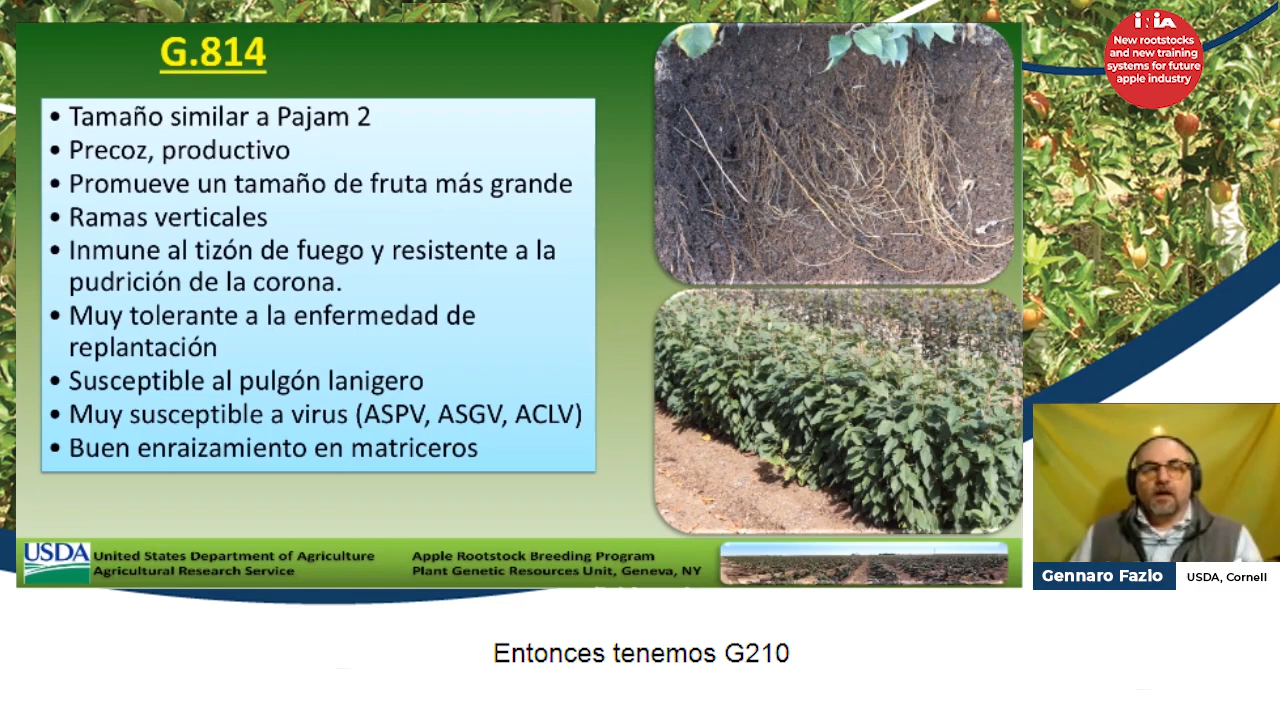 G.814
• Tamaño similar a Pajam 2
• Precoz, productivo
• Promueve un tamaño de fruta más grande
• Ramas verticales
• Inmune al tizón de fuego y resistente a la
pudrición de la corona.
• Muy tolerante a la enfermedad de
replantación
• Susceptible al pulgón lanigero
• Muy susceptible a virus (ASPV, ASGV, ACLV)
• Buen enraizamiento en matriceros
USDA
United States Department of Agriculture
Agricultural Research Service
Apple Rootstock Breeding Program
Plant Genetic Resources Unit, Geneva, NY
INIA
New rootstocks
and new training
systems for future
apple industry
Gennaro Fazio
USDA, Cornell
Entonces tenemos G210